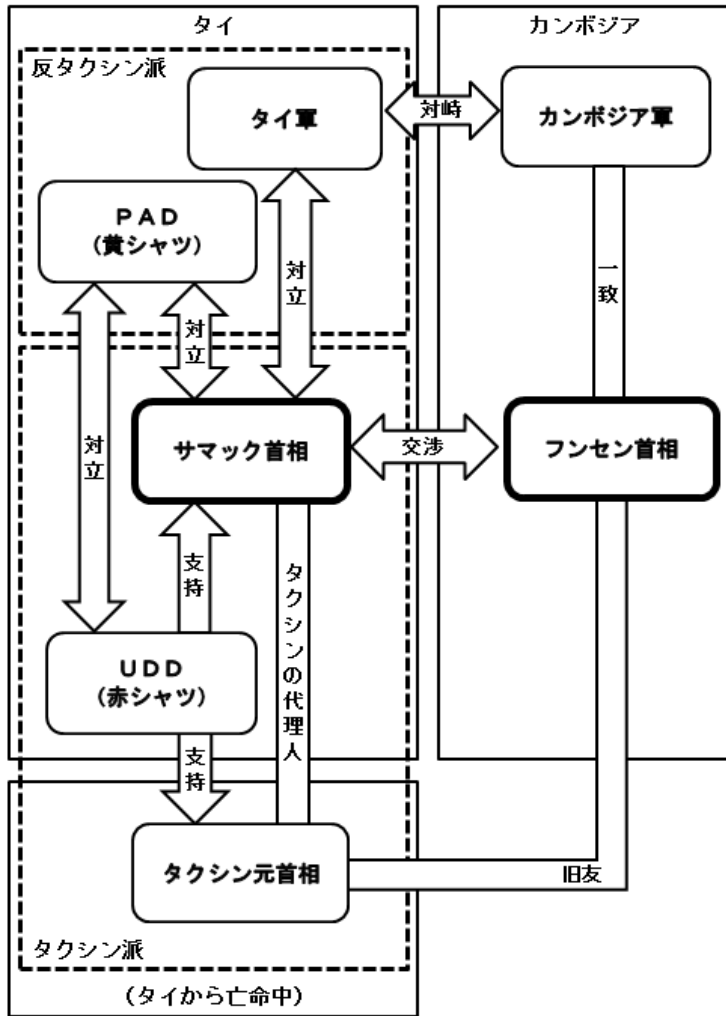 タイ
カンボジア
反タクシン派
タイ軍
対峙
カンボジア軍
PAD
(黄シャツ)
対立
対立
一致
対立
サマック首相
交渉
フンセン首相
支持
タクシンの代理人
UDD
(赤シャツ)
支持
タクシン元首相
旧友
タクシン派
(タイから亡命中)